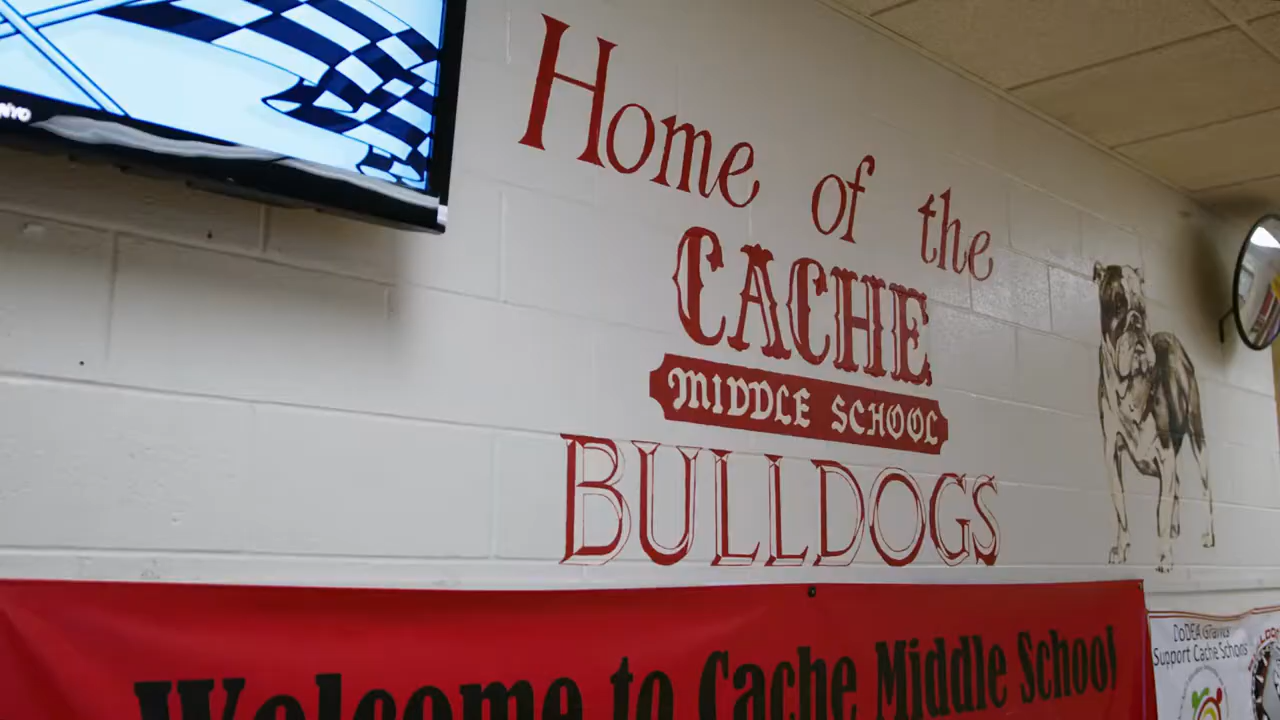 Home of the
CACHE
MIDDLE SCHOOL
BULLDOGS
Welcome to Cache Middle School
DoDEA Grants
Support Cache Schools